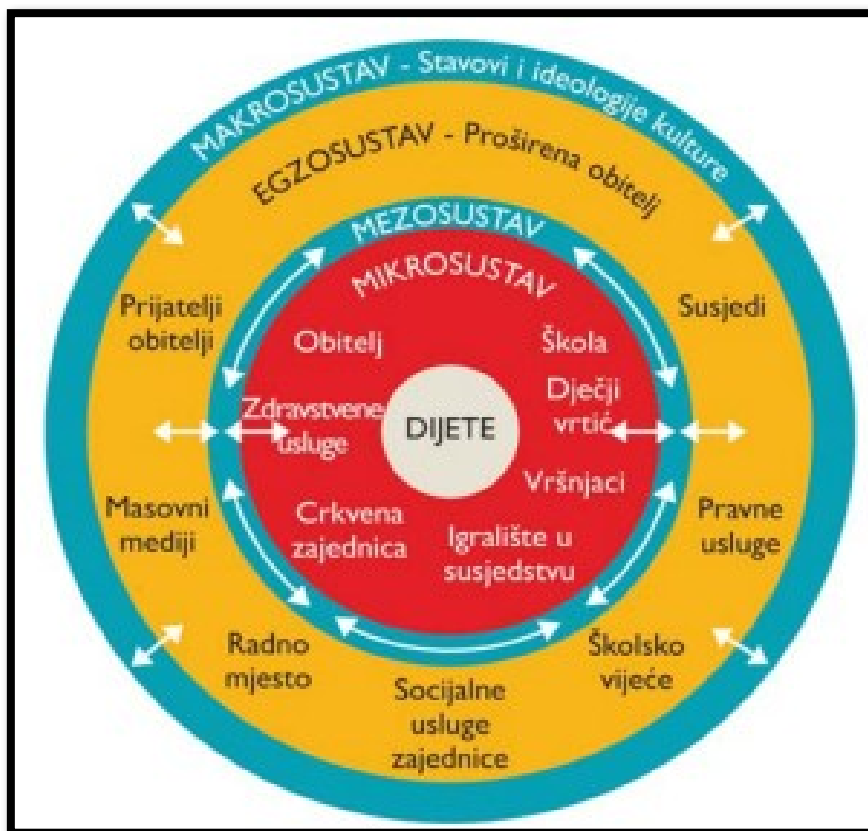 MAKROSUSTAV - Stavovi i ideologije kulture
EGZOSUSTAV - Proširena obitelj
MEZOSUSTAV
MIKROSUSTAV
Prijatelji
obitelji
Susjedi
Obitelj
Škola
Zdravstvene
usluge
DIJETE
Dječji
vrtić
Vršnjaci
Crkvena
zajednica
Igralište u
susjedstvu
Masovni
mediji
Pravne
usluge
Radno
mjesto
Socijalne
usluge
zajednice
Školsko
vijeće